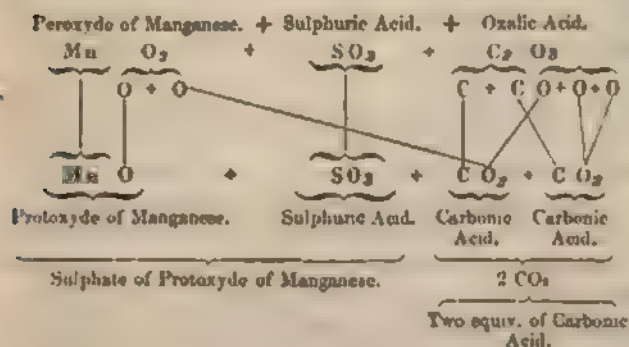 Peroxyde of Manganese. + Sulphuric Acid. + Oxalic Acid.
Mn O₂ + SO₃ + C₂ O₃
O + O C + C O + O + O
Mn O + SO₃ + C O₂ + C O₂
Protoxyde of Manganese. Sulphuric Acid. Carbonic Carbonic
Acid. Acid.
Sulphate of Protoxyde of Manganese. 2 CO₂
Two equiv. of Carbonic
Acid.